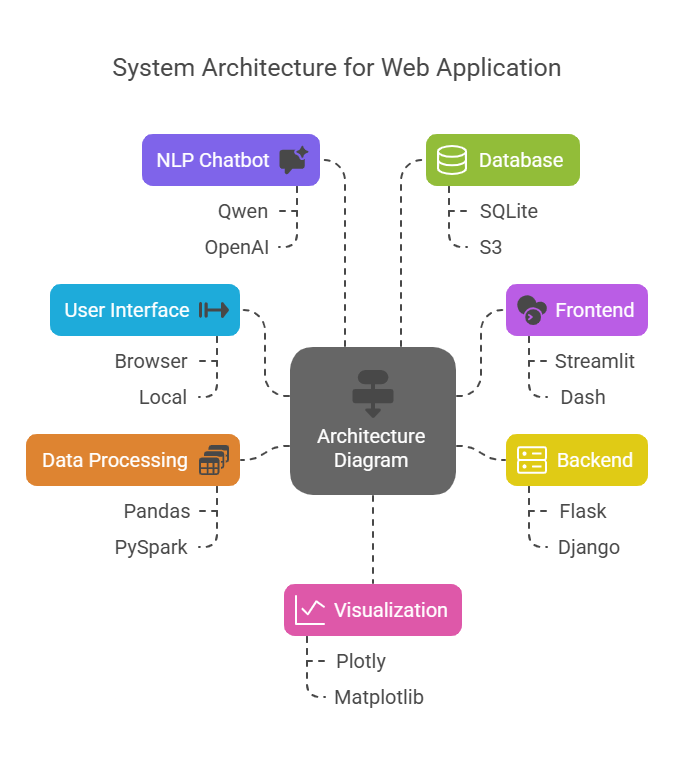 System Architecture for Web Application
NLP Chatbot
Qwen
OpenAI
Database
SQLite
S3
User Interface
Browser
Local
Frontend
Streamlit
Dash
Architecture
Diagram
Data Processing
Pandas
PySpark
Backend
Flask
Django
Visualization
Plotly
Matplotlib